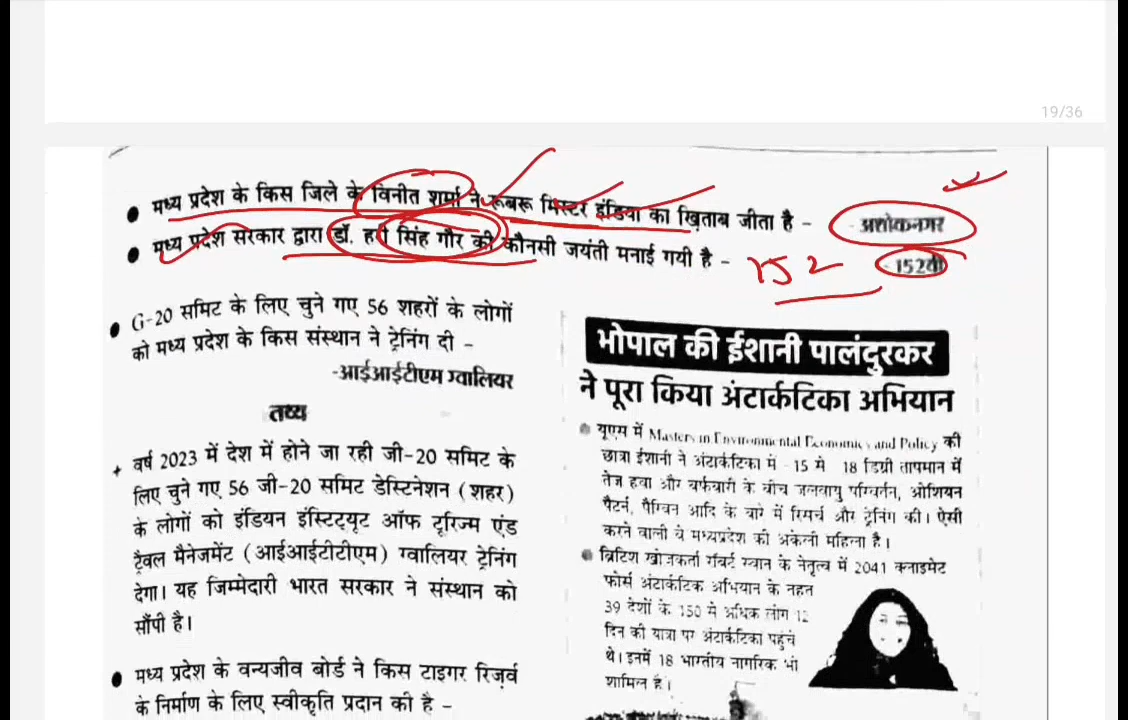 19/36
● मध्य प्रदेश के किस जिले के विनीत शर्मा ने रूबरू मिस्टर इंडिया का खिताब जीता है - अशोकनगर
● मध्य प्रदेश सरकार द्वारा डॉ. हरी सिंह गौर की कौनसी जयंती मनाई गयी है - 152 152वीं
● G-20 समिट के लिए चुने गए 56 शहरों के लोगों
को मध्य प्रदेश के किस संस्थान ने ट्रेनिंग दी -
-आईआईटीएम ग्वालियर
तथ्य
+ वर्ष 2023 में देश में होने जा रही जी-20 समिट के
लिए चुने गए 56 जी-20 समिट डेस्टिनेशन (शहर)
के लोगों को इंडियन इंस्टिट्यूट ऑफ टूरिज्म एंड
ट्रैवल मैनेजमेंट (आईआईटीटीएम) ग्वालियर ट्रेनिंग
देगा। यह जिम्मेदारी भारत सरकार ने संस्थान को
सौंपी है।
● मध्य प्रदेश के वन्यजीव बोर्ड ने किस टाइगर रिज़र्व
के निर्माण के लिए स्वीकृति प्रदान की है -
भोपाल की ईशानी पालंदुरकर
ने पूरा किया अंटार्कटिका अभियान
● यूएस में Masters in Environmental Economics and Policy की
छात्रा ईशानी ने अंटार्कटिका में - 15 से 18 डिग्री तापमान में
तेज हवा और बर्फबारी के बीच जलवायु परिवर्तन, ओशियन
पैटर्न, पेंग्विन आदि के बारे में रिसर्च और ट्रेनिंग की। ऐसी
करने वाली ये मध्यप्रदेश की अकेली महिला है।
● ब्रिटिश खोजकर्ता रॉबर्ट स्वान के नेतृत्व में 2041 क्लाइमेट
फोर्स अंटार्कटिक अभियान के तहत
39 देशों के 150 से अधिक लोग 12
दिन की यात्रा पर अंटार्कटिका पहुंचे
थे। इनमें 18 भारतीय नागरिक भी
शामिल है।